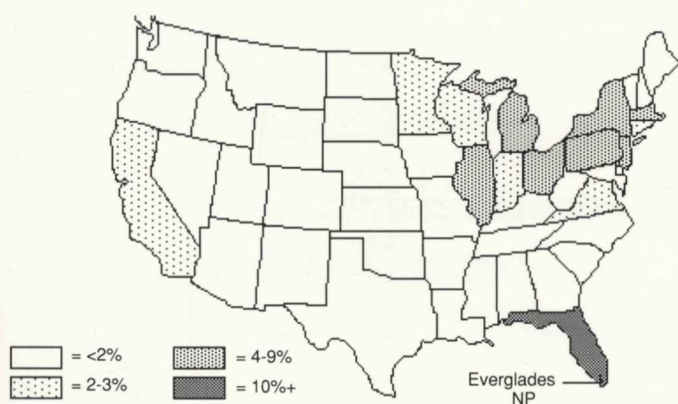 = <2%
= 2-3%
= 4-9%
= 10%+
Everglades
NP